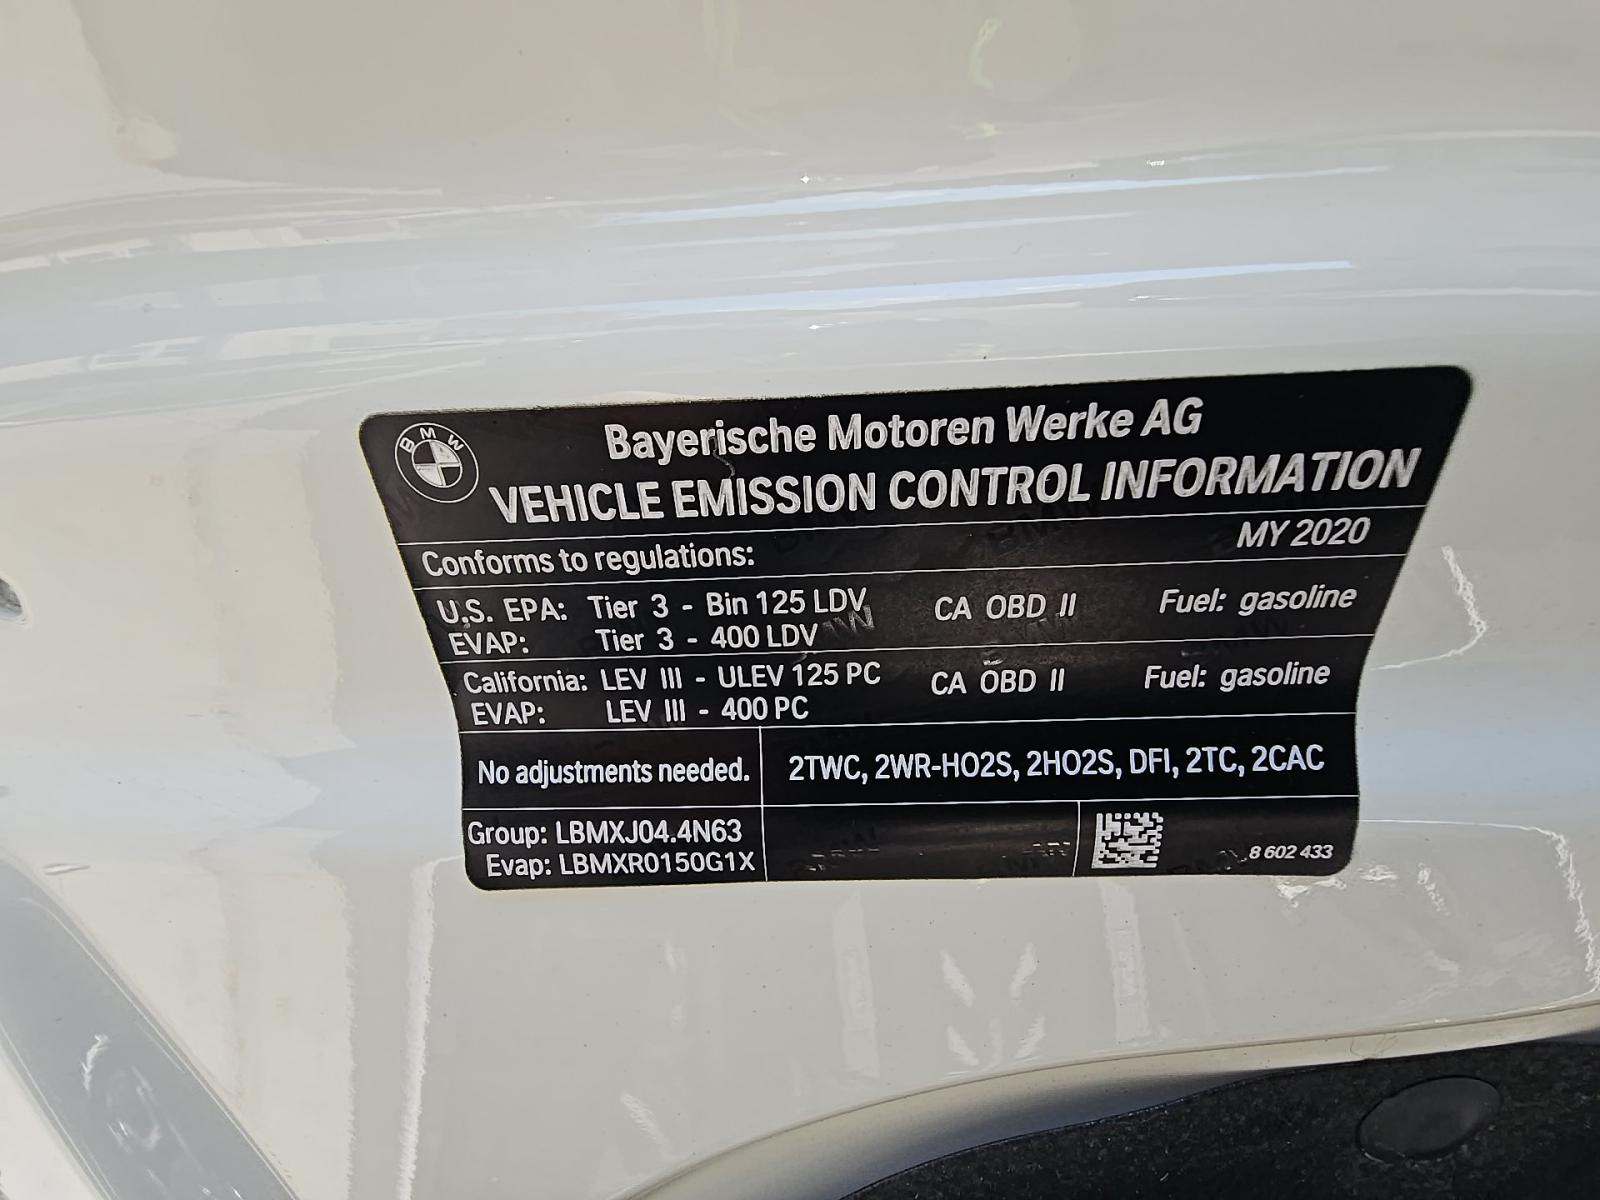 BMW
Bayerische Motoren Werke AG
VEHICLE EMISSION CONTROL INFORMATION
MY 2020
Conforms to regulations:
U.S. EPA: Tier 3 - Bin 125 LDV CA OBD II Fuel: gasoline
EVAP: Tier 3 - 400 LDV
California: LEV III - ULEV 125 PC CA OBD II Fuel: gasoline
EVAP: LEV III - 400 PC
No adjustments needed. 2TWC, 2WR-HO2S, 2HO2S, DFI, 2TC, 2CAC
Group: LBMXJ04.4N63
Evap: LBMXR0150G1X
8 602 433